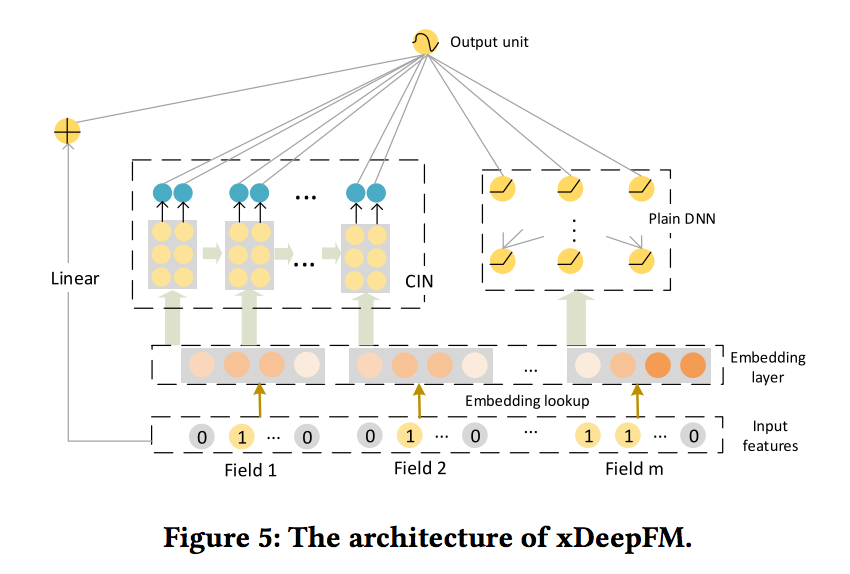 Output unit
Plain DNN
Linear
...
...
CIN
Embedding
layer
...
Embedding lookup
0 1 ... 0 0 1 ... 0 ... 1 1 ... 0
Input
features
Field 1 Field 2 Field m
Figure 5: The architecture of xDeepFM.